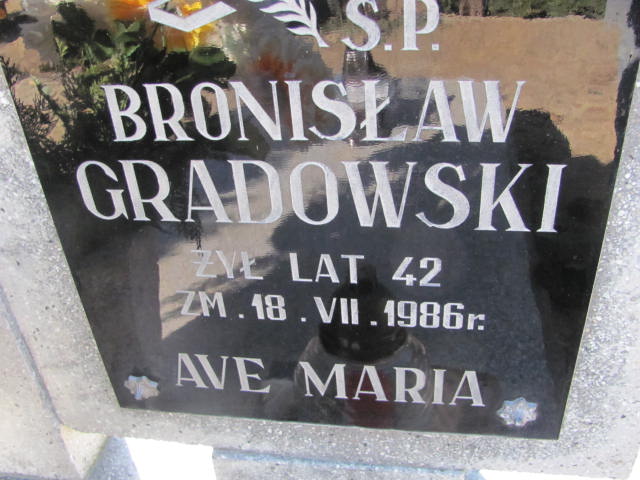 Ś.P.
BRONISŁAW
GRADOWSKI
ŻYŁ LAT 42
ZM. 18. VII. 1986r.
AVE MARIA